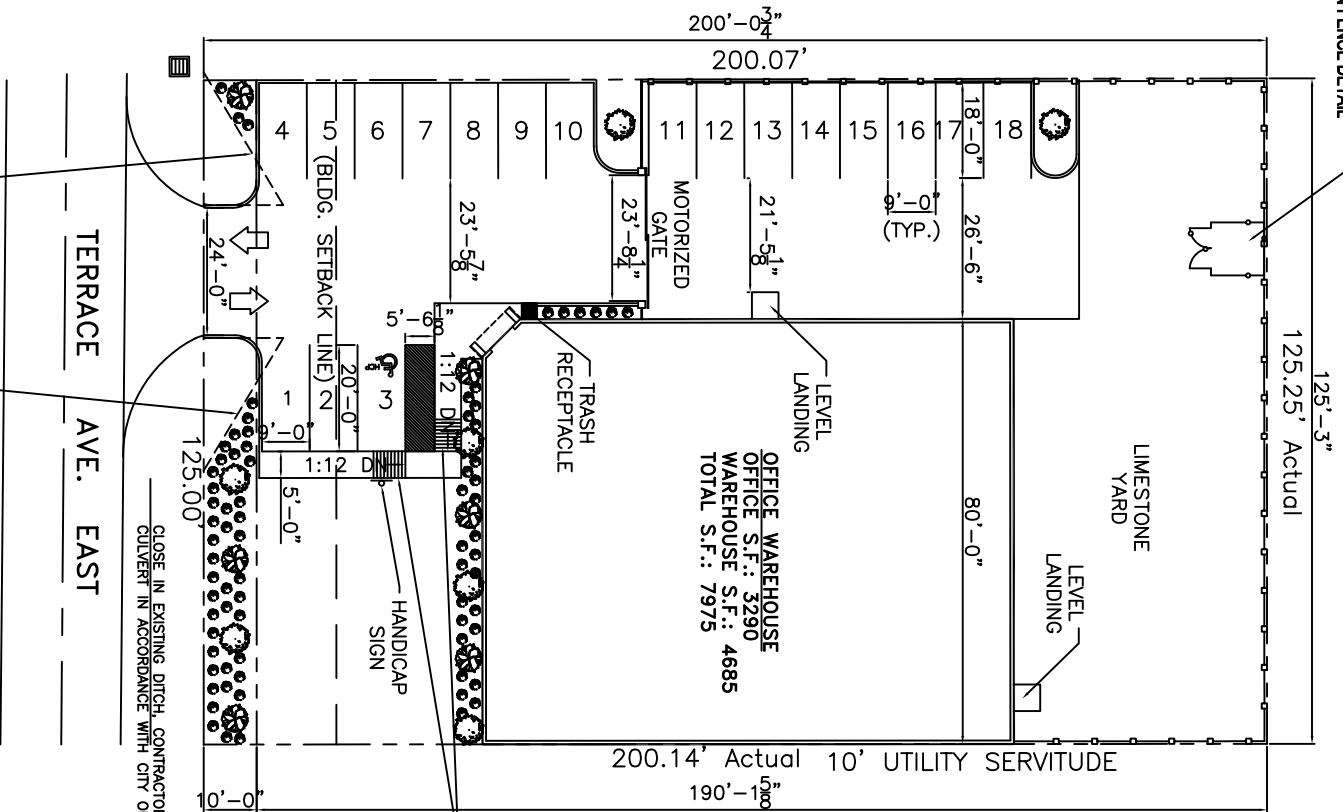 200'-0 3/4"
200.07'
NT FENCE DETAIL
4
5
6
7
8
9
10
11
12
13
14
15
16
17
18
18'-0"
(BLDG. SETBACK LINE)
MOTORIZED
GATE
23'-5 7/8"
23'-8 1/4"
21'-5 1/8"
9'-0"
(TYP.)
26'-6"
24'-0"
TERRACE AVE. EAST
5'-6 1/8"
1:12 DN
HCP
20'-0"
1
2
3
9'-0"
1:12 DN
5'-0"
125.00'
TRASH
RECEPTACLE
LEVEL
LANDING
OFFICE WAREHOUSE
OFFICE S.F.: 3290
WAREHOUSE S.F.: 4685
TOTAL S.F.: 7975
80'-0"
LIMESTONE
YARD
LEVEL
LANDING
125'-3"
125.25' Actual
HANDICAP
SIGN
CLOSE IN EXISTING DITCH, CONTRACTOR
CULVERT IN ACCORDANCE WITH CITY O
200.14' Actual 10' UTILITY SERVITUDE
10'-0"
190'-1 5/8"